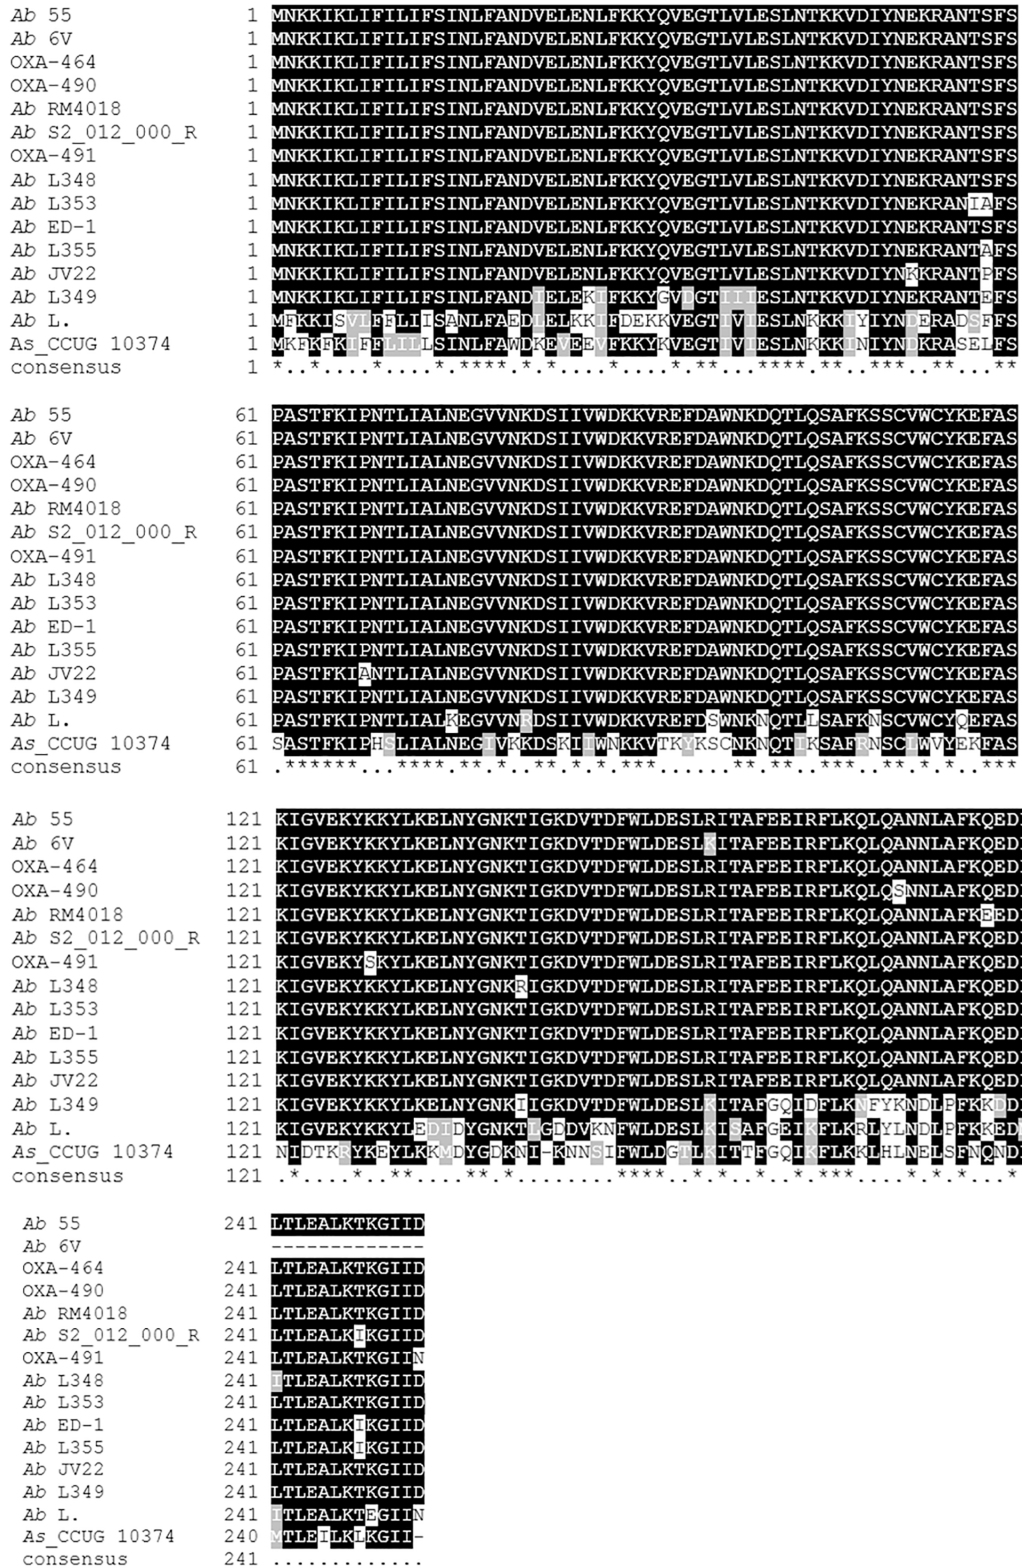 Ab 55 1 MNKKIKLIFILIFSINLFANDVELENLFKKYQVEGTLVLESLNTKKVDIYNEKRANTSFS
Ab 6V 1 MNKKIKLIFILIFSINLFANDVELENLFKKYQVEGTLVLESLNTKKVDIYNEKRANTSFS
OXA-464 1 MNKKIKLIFILIFSINLFANDVELENLFKKYQVEGTLVLESLNTKKVDIYNEKRANTSFS
OXA-490 1 MNKKIKLIFILIFSINLFANDVELENLFKKYQVEGTLVLESLNTKKVDIYNEKRANTSFS
Ab RM4018 1 MNKKIKLIFILIFSINLFANDVELENLFKKYQVEGTLVLESLNTKKVDIYNEKRANTSFS
Ab S2_012_000_R 1 MNKKIKLIFILIFSINLFANDVELENLFKKYQVEGTLVLESLNTKKVDIYNEKRANTSFS
OXA-491 1 MNKKIKLIFILIFSINLFANDVELENLFKKYQVEGTLVLESLNTKKVDIYNEKRANTSFS
Ab L348 1 MNKKIKLIFILIFSINLFANDVELENLFKKYQVEGTLVLESLNTKKVDIYNEKRANTSFS
Ab L353 1 MNKKIKLIFILIFSINLFANDVELENLFKKYQVEGTLVLESLNTKKVDIYNEKRANIAFS
Ab ED-1 1 MNKKIKLIFILIFSINLFANDVELENLFKKYQVEGTLVLESLNTKKVDIYNEKRANTSFS
Ab L355 1 MNKKIKLIFILIFSINLFANDVELENLFKKYQVEGTLVLESLNTKKVDIYNEKRANTAFS
Ab JV22 1 MNKKIKLIFILIFSINLFANDVELENLFKKYQVEGTLVLESLNTKKVDIYNKKRANTPFS
Ab L349 1 MNKKIKLIFILIFSINLFANDIELEKIFKKYGVDGTIIIESLNTKKVDIYNEKRANTEFS
Ab L. 1 MFKKISVLFFLIISANLFAEDLELKKIFDEKKVEGTIVIESLNKKKIYIYNDERADSFFS
As_CCUG 10374 1 MKFKFKIFFLILLSINLFAWDKEVEEVFKKYKVEGTIVIESLNKKKINIYNDKRASELFS
consensus 1 *..*....*....*.****.*...*..*....*.**...****.**..***..**...**
Ab 55 61 PASTFKIPNTLIALNEGVVNKDSIIVWDKKVREFDAWNKDQTLQSAFKSSCVWCYKEFAS
Ab 6V 61 PASTFKIPNTLIALNEGVVNKDSIIVWDKKVREFDAWNKDQTLQSAFKSSCVWCYKEFAS
OXA-464 61 PASTFKIPNTLIALNEGVVNKDSIIVWDKKVREFDAWNKDQTLQSAFKSSCVWCYKEFAS
OXA-490 61 PASTFKIPNTLIALNEGVVNKDSIIVWDKKVREFDAWNKDQTLQSAFKSSCVWCYKEFAS
Ab RM4018 61 PASTFKIPNTLIALNEGVVNKDSIIVWDKKVREFDAWNKDQTLQSAFKSSCVWCYKEFAS
Ab S2_012_000_R 61 PASTFKIPNTLIALNEGVVNKDSIIVWDKKVREFDAWNKDQTLQSAFKSSCVWCYKEFAS
OXA-491 61 PASTFKIPNTLIALNEGVVNKDSIIVWDKKVREFDAWNKDQTLQSAFKSSCVWCYKEFAS
Ab L348 61 PASTFKIPNTLIALNEGVVNKDSIIVWDKKVREFDAWNKDQTLQSAFKSSCVWCYKEFAS
Ab L353 61 PASTFKIPNTLIALNEGVVNKDSIIVWDKKVREFDAWNKDQTLQSAFKSSCVWCYKEFAS
Ab ED-1 61 PASTFKIPNTLIALNEGVVNKDSIIVWDKKVREFDAWNKDQTLQSAFKSSCVWCYKEFAS
Ab L355 61 PASTFKIPNTLIALNEGVVNKDSIIVWDKKVREFDAWNKDQTLQSAFKSSCVWCYKEFAS
Ab JV22 61 PASTFKIANTLIALNEGVVNKDSIIVWDKKVREFDAWNKDQTLQSAFKSSCVWCYKEFAS
Ab L349 61 PASTFKIPNTLIALNEGVVNKDSIIVWDKKVREFDAWNKDQTLQSAFKSSCVWCYKEFAS
Ab L. 61 PASTFKIPNTLIALKEGVVNRDSIIVWDKKVREFDSWNKNQTLLSAFKNSCVWCYQEFAS
As_CCUG 10374 61 SASTFKIPHSLIALNEGIVKKDSKIIWNKKVTKYKSCNKNQTIKSAFRNSCLWVYEKFAS
consensus 61 .******...****.**.*..**.*.*.***......**.**..***..**.*.*..***
Ab 55 121 KIGVEKYKKYLKELNYGNKTIGKDVTDFWLDESLRITAFEEIRFLKQLQANNLAFKQED
Ab 6V 121 KIGVEKYKKYLKELNYGNKTIGKDVTDFWLDESLKITAFEEIRFLKQLQANNLAFKQED
OXA-464 121 KIGVEKYKKYLKELNYGNKTIGKDVTDFWLDESLRITAFEEIRFLKQLQANNLAFKQED
OXA-490 121 KIGVEKYKKYLKELNYGNKTIGKDVTDFWLDESLRITAFEEIRFLKQLQSNNLAFKQED
Ab RM4018 121 KIGVEKYKKYLKELNYGNKTIGKDVTDFWLDESLRITAFEEIRFLKQLQANNLAFKEED
Ab S2_012_000_R 121 KIGVEKYKKYLKELNYGNKTIGKDVTDFWLDESLRITAFEEIRFLKQLQANNLAFKQED
OXA-491 121 KIGVEKYSKYLKELNYGNKTIGKDVTDFWLDESLRITAFEEIRFLKQLQANNLAFKQED
Ab L348 121 KIGVEKYKKYLKELNYGNKRIGKDVTDFWLDESLRITAFEEIRFLKQLQANNLAFKQED
Ab L353 121 KIGVEKYKKYLKELNYGNKTIGKDVTDFWLDESLRITAFEEIRFLKQLQANNLAFKQED
Ab ED-1 121 KIGVEKYKKYLKELNYGNKTIGKDVTDFWLDESLRITAFEEIRFLKQLQANNLAFKQED
Ab L355 121 KIGVEKYKKYLKELNYGNKTIGKDVTDFWLDESLRITAFEEIRFLKQLQANNLAFKQED
Ab JV22 121 KIGVEKYKKYLKELNYGNKTIGKDVTDFWLDESLRITAFEEIRFLKQLQANNLAFKQED
Ab L349 121 KIGVEKYKKYLKELNYGNKIIGKDVTDFWLDESLKITAFGQIDFLKNFYKNDLPFKKDD
Ab L. 121 KIGVEKYKKYLEDIDYGNKTLGDDVKNFWLDESLKISAFGEIKFLKRLYLNDLPFKKED
As_CCUG 10374 121 NIDTKRYKEYLKKMDYGDKNI-KNNSIFWLDGTLKITTFGQIKFLKKLHLNELSFNQND
consensus 121 .*....*..**....**.*........****..*.*..*..*.***....*.*.*...*
Ab 55 241 LTLEALKTKGIID
Ab 6V -------------
OXA-464 241 LTLEALKTKGIID
OXA-490 241 LTLEALKTKGIID
Ab RM4018 241 LTLEALKTKGIID
Ab S2_012_000_R 241 LTLEALKIKGIID
OXA-491 241 LTLEALKTKGIIN
Ab L348 241 ITLEALKTKGIID
Ab L353 241 LTLEALKTKGIID
Ab ED-1 241 LTLEALKIKGIID
Ab L355 241 LTLEALKIKGIID
Ab JV22 241 LTLEALKTKGIID
Ab L349 241 LTLEALKTKGIID
Ab L. 241 ITLEALKTEGIIN
As_CCUG 10374 240 MTLEILKLKGII-
consensus 241 .............